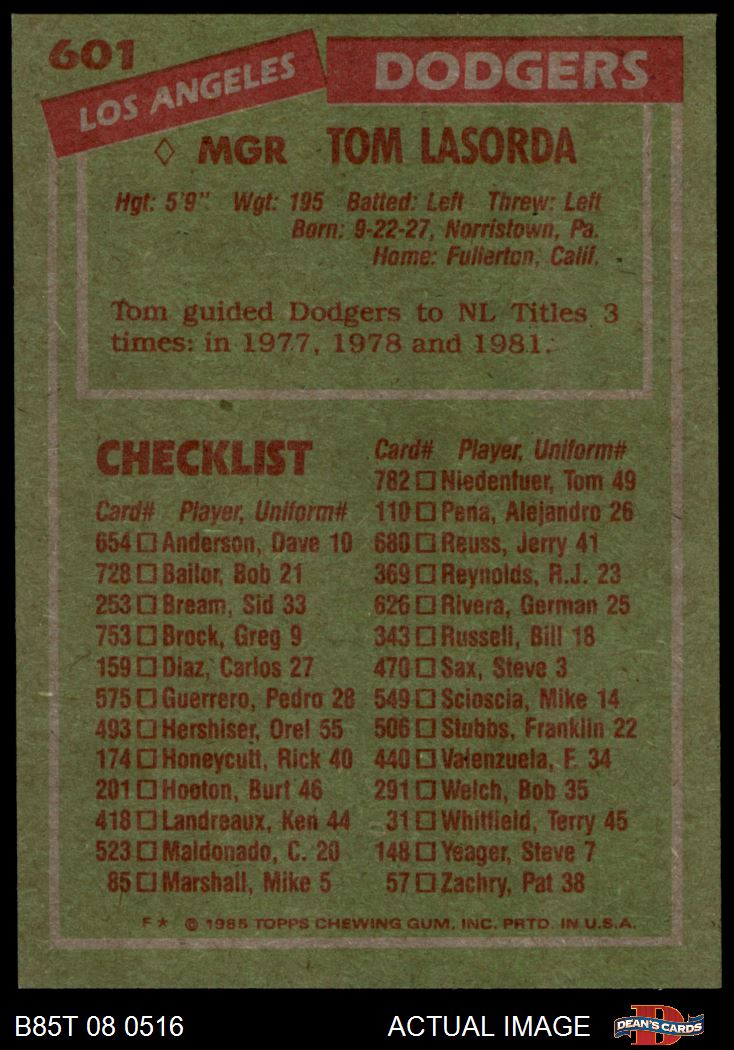 601
LOS ANGELES DODGERS
◊ MGR TOM LASORDA
Hgt: 5'9" Wgt: 195 Batted: Left Threw: Left
Born: 9-22-27, Norristown, Pa.
Home: Fullerton, Calif.
Tom guided Dodgers to NL Titles 3
times: in 1977, 1978 and 1981.
CHECKLIST
Card# Player, Uniform#
654 □ Anderson, Dave 10
728 □ Bailor, Bob 21
253 □ Bream, Sid 33
753 □ Brock, Greg 9
159 □ Diaz, Carlos 27
575 □ Guerrero, Pedro 28
493 □ Hershiser, Orel 55
174 □ Honeycutt, Rick 40
201 □ Hooton, Burt 46
418 □ Landreaux, Ken 44
523 □ Maldonado, C. 20
85 □ Marshall, Mike 5
Card# Player, Uniform#
782 □ Niedenfuer, Tom 49
110 □ Pena, Alejandro 26
680 □ Reuss, Jerry 41
369 □ Reynolds, R.J. 23
626 □ Rivera, German 25
343 □ Russell, Bill 18
470 □ Sax, Steve 3
549 □ Scioscia, Mike 14
506 □ Stubbs, Franklin 22
440 □ Valenzuela, F. 34
291 □ Welch, Bob 35
31 □ Whitfield, Terry 45
148 □ Yeager, Steve 7
57 □ Zachry, Pat 38
F★ © 1985 TOPPS CHEWING GUM, INC. PRTD. IN U.S.A.
B85T 08 0516 ACTUAL IMAGE
D
DEAN'S CARDS